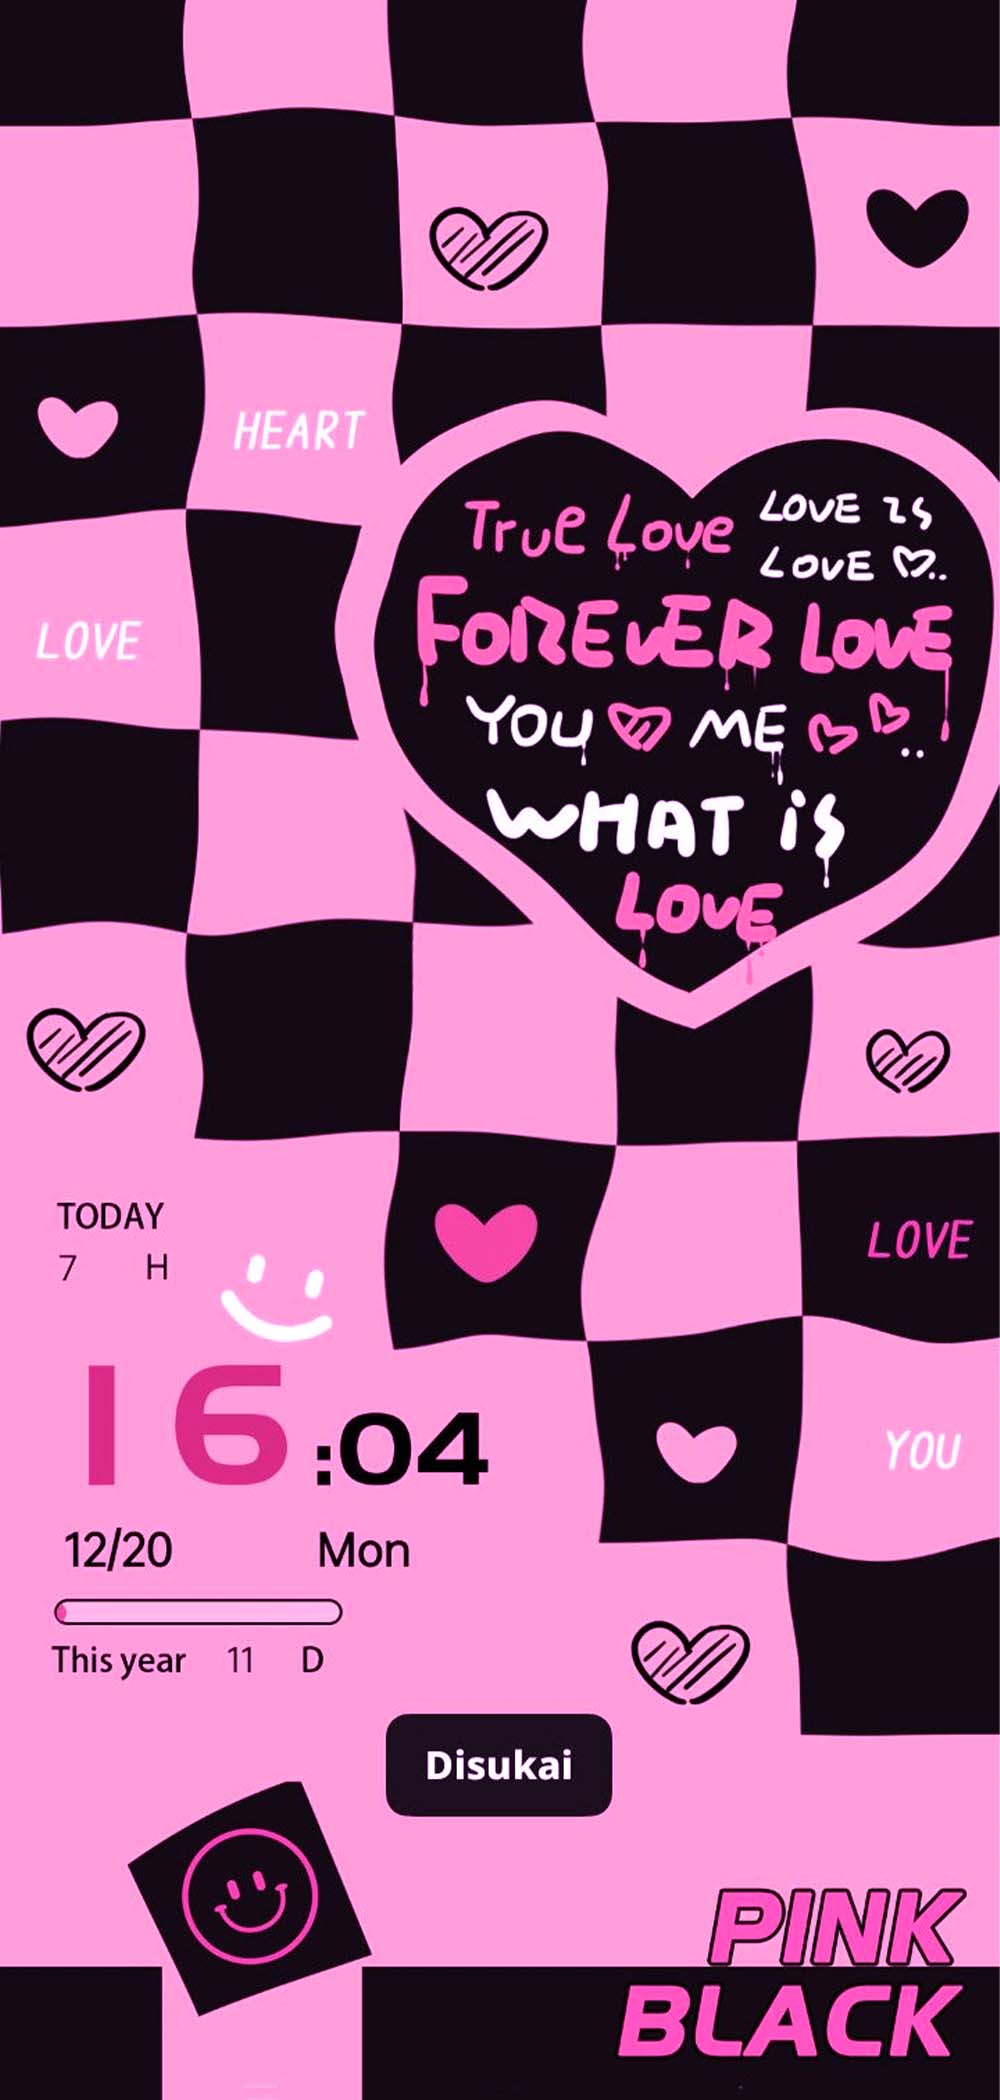 HEART
True Love
LOVE IS
LOVE
FOREVER LOVE
LOVE
YOU ME
WHAT is
LOVE
TODAY
7 H
LOVE
16:04
YOU
12/20 Mon
This year 11 D
Disukai
PINK
BLACK